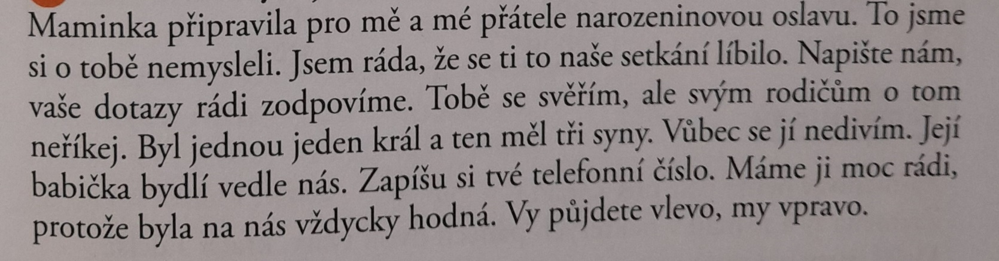 Maminka připravila pro mě a mé přátele narozeninovou oslavu. To jsme
si o tobě nemysleli. Jsem ráda, že se ti to naše setkání líbilo. Napište nám,
vaše dotazy rádi zodpovíme. Tobě se svěřím, ale svým rodičům o tom
neříkej. Byl jednou jeden král a ten měl tři syny. Vůbec se jí nedivím. Její
babička bydlí vedle nás. Zapíšu si tvé telefonní číslo. Máme ji moc rádi,
protože byla na nás vždycky hodná. Vy půjdete vlevo, my vpravo.